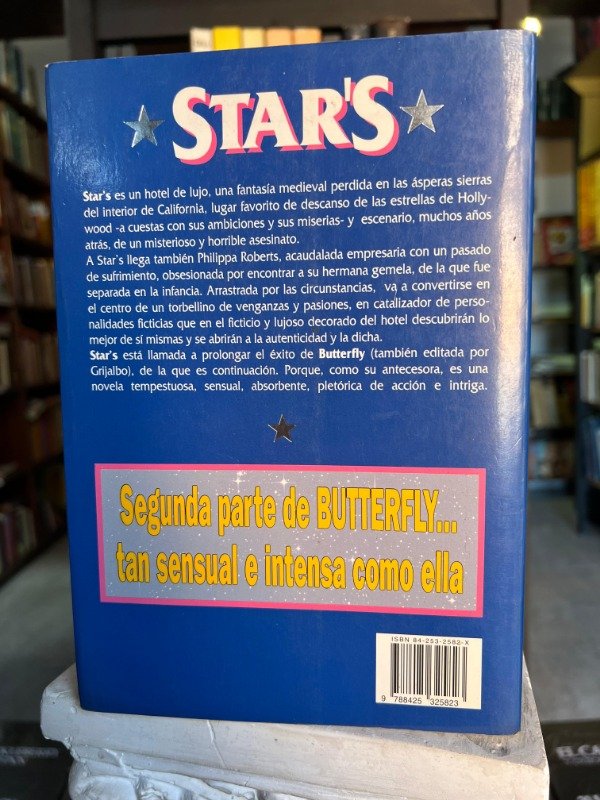 STAR'S
Star's es un hotel de lujo, una fantasía medieval perdida en las ásperas sierras
del interior de California, lugar favorito de descanso de las estrellas de Holly-
wood -a cuestas con sus ambiciones y sus miserias- y escenario, muchos años
atrás, de un misterioso y horrible asesinato.
A Star`s llega también Philippa Roberts, acaudalada empresaria con un pasado
de sufrimiento, obsesionada por encontrar a su hermana gemela, de la que fue
separada en la infancia. Arrastrada por las circunstancias, va a convertirse en
el centro de un torbellino de venganzas y pasiones, en catalizador de perso-
nalidades ficticias que en el ficticio y lujoso decorado del hotel descubrirán lo
mejor de sí mismas y se abrirán a la autenticidad y la dicha.
Star's está llamada a prolongar el éxito de Butterfly (también editada por
Grijalbo), de la que es continuación. Porque, como su antecesora, es una
novela tempestuosa, sensual, absorbente, pletórica de acción e intriga.
Segunda parte de BUTTERFLY...
tan sensual e intensa como ella
ISBN 84-253-2582-X
9 788425 325823